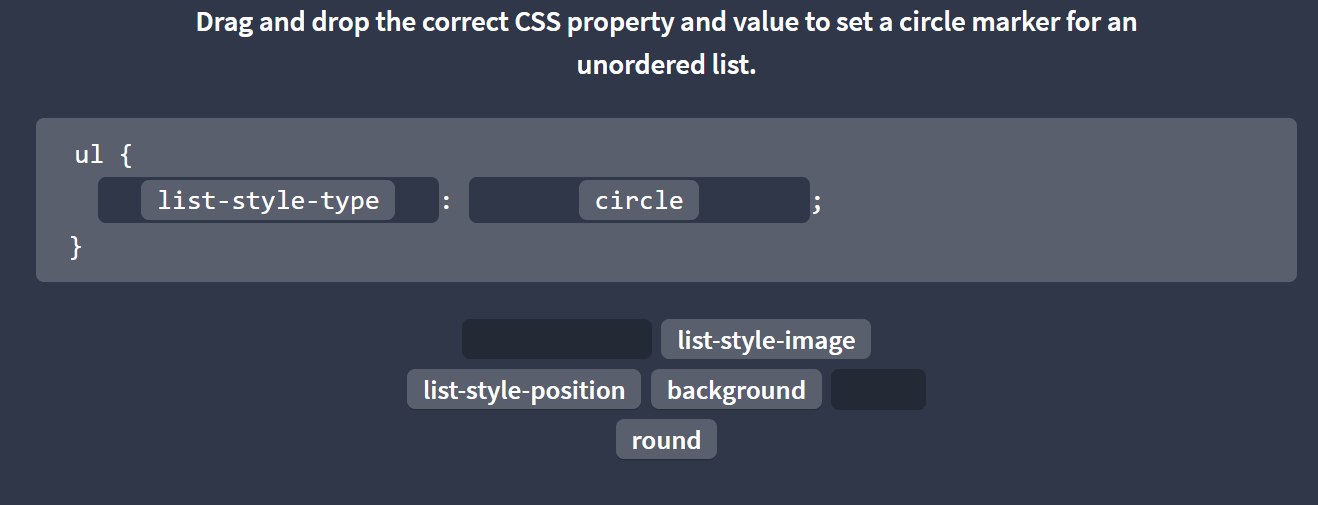 Drag and drop the correct CSS property and value to set a circle marker for an
unordered list.
ul {
list-style-type : circle ;
}
list-style-image
list-style-position background
round